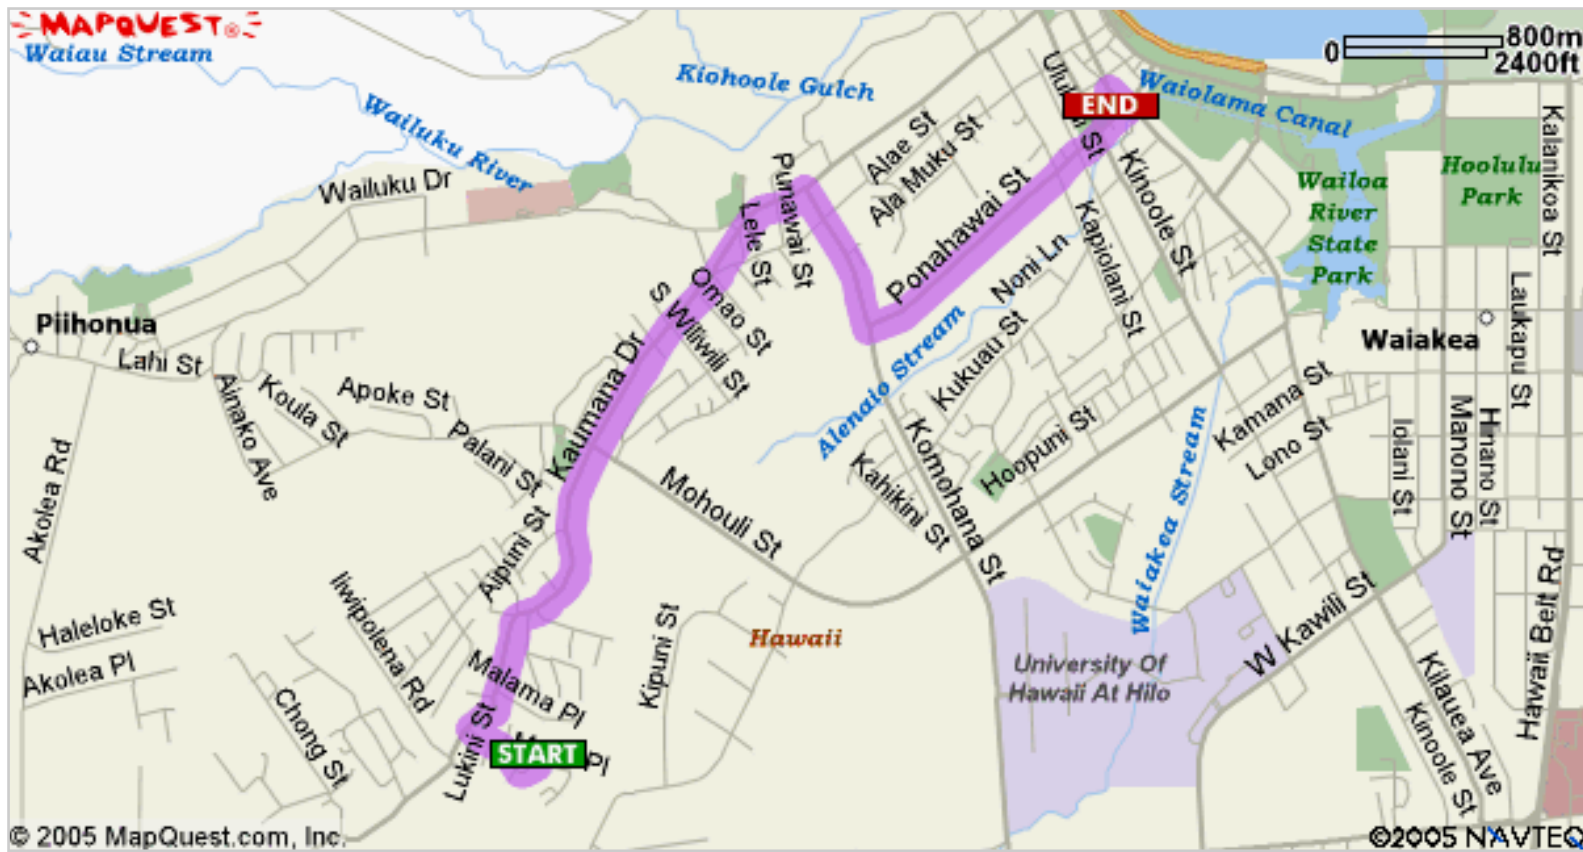 MAPQUEST®
Waiau Stream
Kiohoole Gulch
Wailuku River
Wailuku Dr
0
800m
2400ft
END
Waiolama Canal
Kalanikoa St
Hoolulu
Park
Wailoa
River
State
Park
Alae St
Ala Muku St
Punawai St
Lele St
Ponahawai St
Kinoole St
Kapiolani St
Noni Ln
Omao St
S Wiliwili St
Piihonua
Lahi St
Ainako Ave
Koula St
Apoke St
Palani St
Kaumana Dr
Alenaio Stream
Kukuau St
Hoopuni St
Komohana St
Kahikini St
Waiakea
Laukapu St
Kamana St
Lono St
Iolani St
Manono St
Hinano St
Waiakea Stream
Akolea Rd
Mohouli St
Aipuni St
Iiwipolena Rd
Haleloke St
Akolea Pl
Chong St
Malama Pl
Lukini St
START
Pl
Kipuni St
Hawaii
University Of
Hawaii At Hilo
W Kawili St
Hawaii Belt Rd
Kilauea Ave
Kinoole St
© 2005 MapQuest.com, Inc.
©2005 NAVTEQ